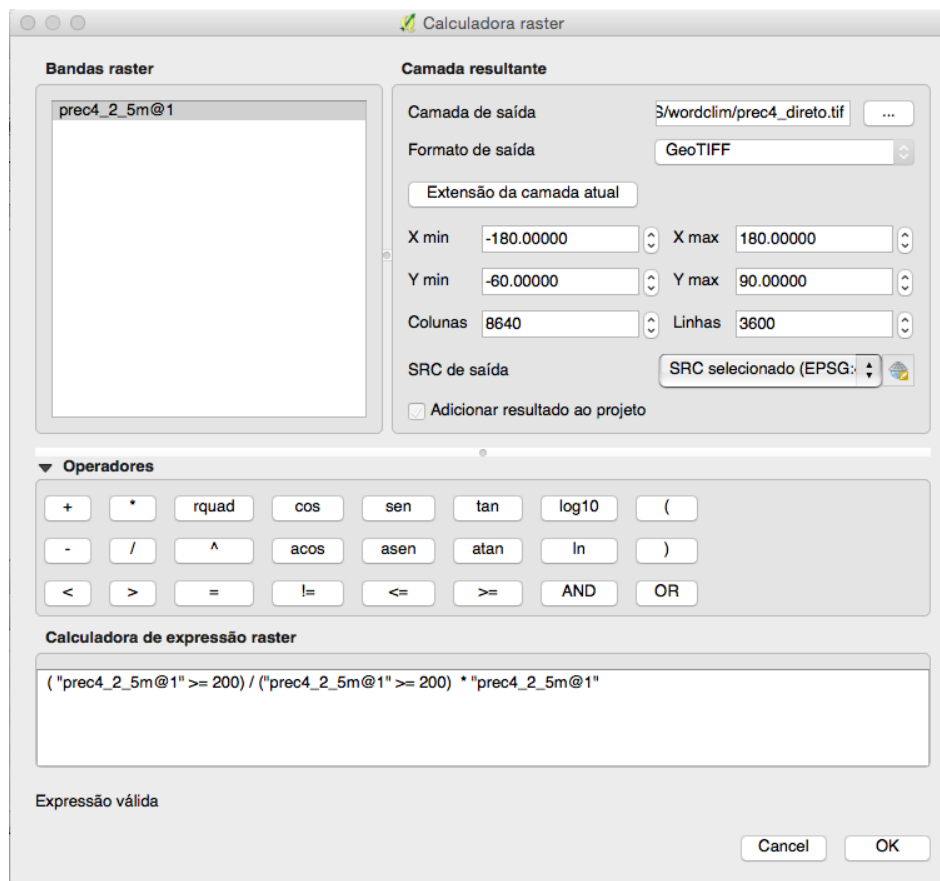 Calculadora raster
Bandas raster
prec4_2_5m@1
Camada resultante
Camada de saída
S/wordclim/prec4_direto.tif
...
Formato de saída
GeoTIFF
Extensão da camada atual
X min
-180.00000
X max
180.00000
Y min
-60.00000
Y max
90.00000
Colunas
8640
Linhas
3600
SRC de saída
SRC selecionado (EPSG:
Adicionar resultado ao projeto
Operadores
+ * rquad cos sen tan log10 (
- / ^ acos asen atan ln )
< > = != <= >= AND OR
Calculadora de expressão raster
( "prec4_2_5m@1" >= 200) / ("prec4_2_5m@1" >= 200)  * "prec4_2_5m@1"
Expressão válida
Cancel
OK